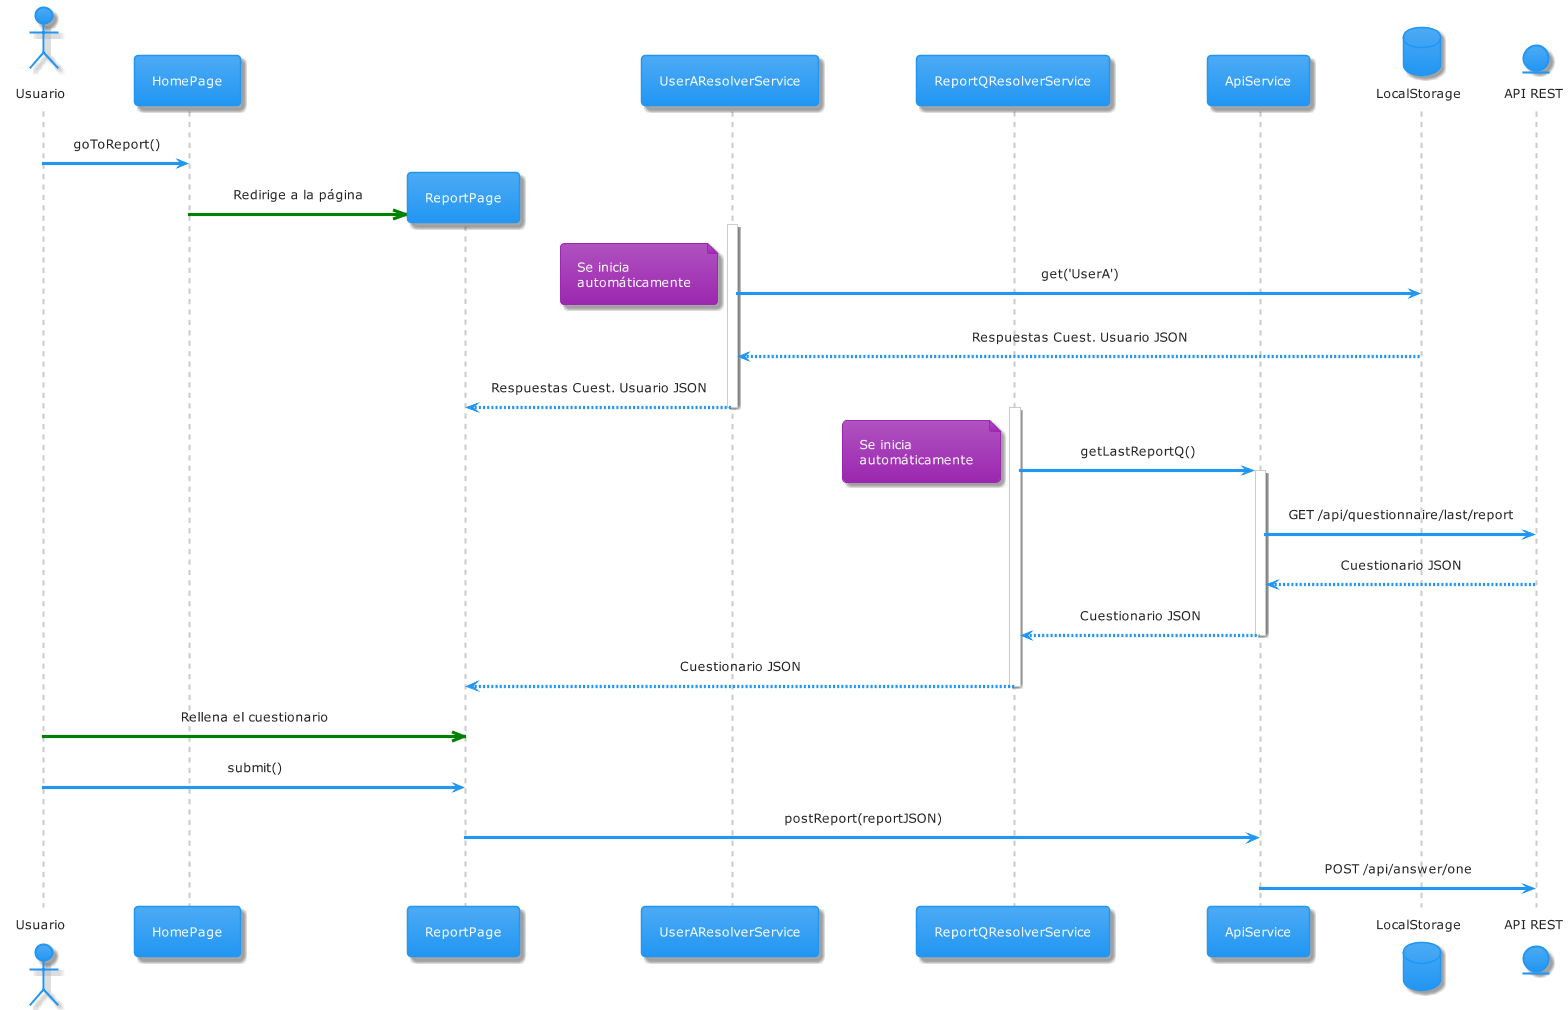 Usuario
HomePage
UserAResolverService
ReportQResolverService
ApiService
LocalStorage
API REST
goToReport()
Redirige a la página
ReportPage
Se inicia
automáticamente
get('UserA')
Respuestas Cuest. Usuario JSON
Respuestas Cuest. Usuario JSON
Se inicia
automáticamente
getLastReportQ()
GET /api/questionnaire/last/report
Cuestionario JSON
Cuestionario JSON
Cuestionario JSON
Rellena el cuestionario
submit()
postReport(reportJSON)
POST /api/answer/one
Usuario
HomePage
ReportPage
UserAResolverService
ReportQResolverService
ApiService
LocalStorage
API REST